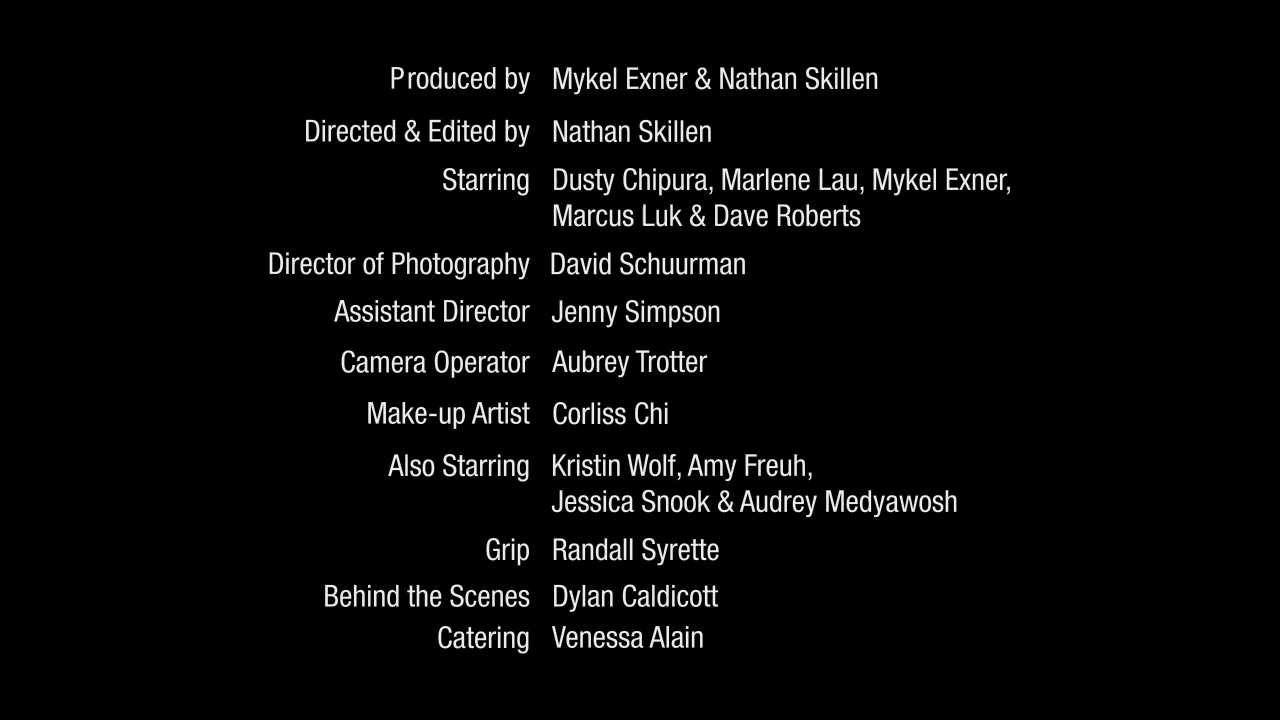 Produced by Mykel Exner & Nathan Skillen
Directed & Edited by Nathan Skillen
Starring Dusty Chipura, Marlene Lau, Mykel Exner,
Marcus Luk & Dave Roberts
Director of Photography David Schuurman
Assistant Director Jenny Simpson
Camera Operator Aubrey Trotter
Make-up Artist Corliss Chi
Also Starring Kristin Wolf, Amy Freuh,
Jessica Snook & Audrey Medyawosh
Grip Randall Syrette
Behind the Scenes Dylan Caldicott
Catering Venessa Alain